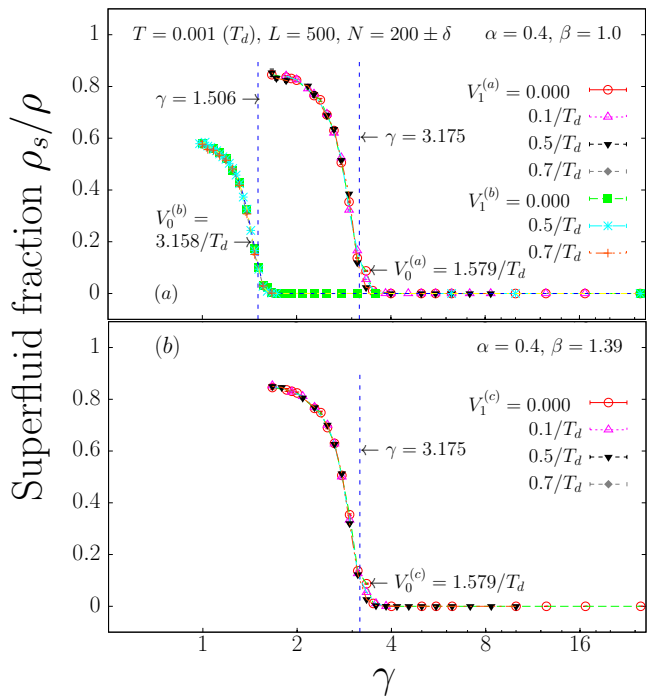 Superfluid fraction ρ_s/ρ
1
0.8
0.6
0.4
0.2
0
T = 0.001 (T_d), L = 500, N = 200 ± δ
α = 0.4, β = 1.0
γ = 1.506
γ = 3.175
V_1^(a) = 0.000
0.1/T_d
0.5/T_d
0.7/T_d
V_1^(b) = 0.000
0.5/T_d
0.7/T_d
V_0^(b) =
3.158/T_d
V_0^(a) = 1.579/T_d
(a)
1
0.8
0.6
0.4
0.2
0
(b)
α = 0.4, β = 1.39
V_1^(c) = 0.000
0.1/T_d
0.5/T_d
0.7/T_d
γ = 3.175
V_0^(c) = 1.579/T_d
1
2
4
8
16
γ